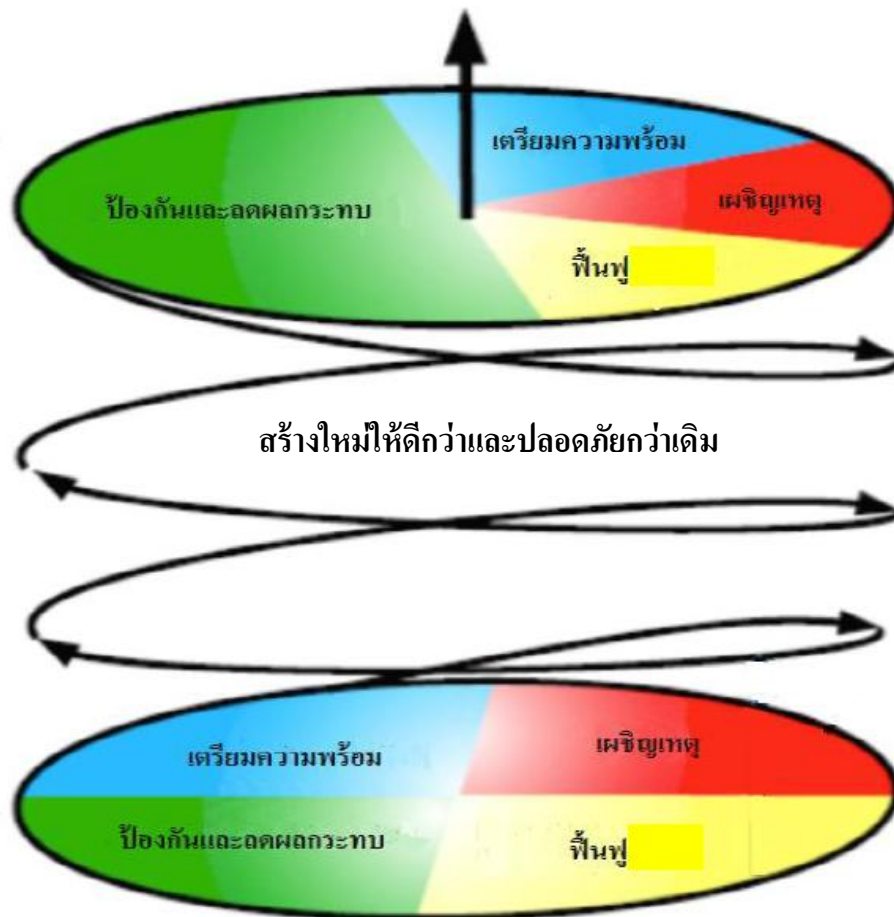 เตรียมความพร้อม
ป้องกันและลดผลกระทบ
เผชิญเหตุ
ฟื้นฟู
สร้างใหม่ให้ดีกว่าและปลอดภัยกว่าเดิม
เตรียมความพร้อม
เผชิญเหตุ
ป้องกันและลดผลกระทบ
ฟื้นฟู